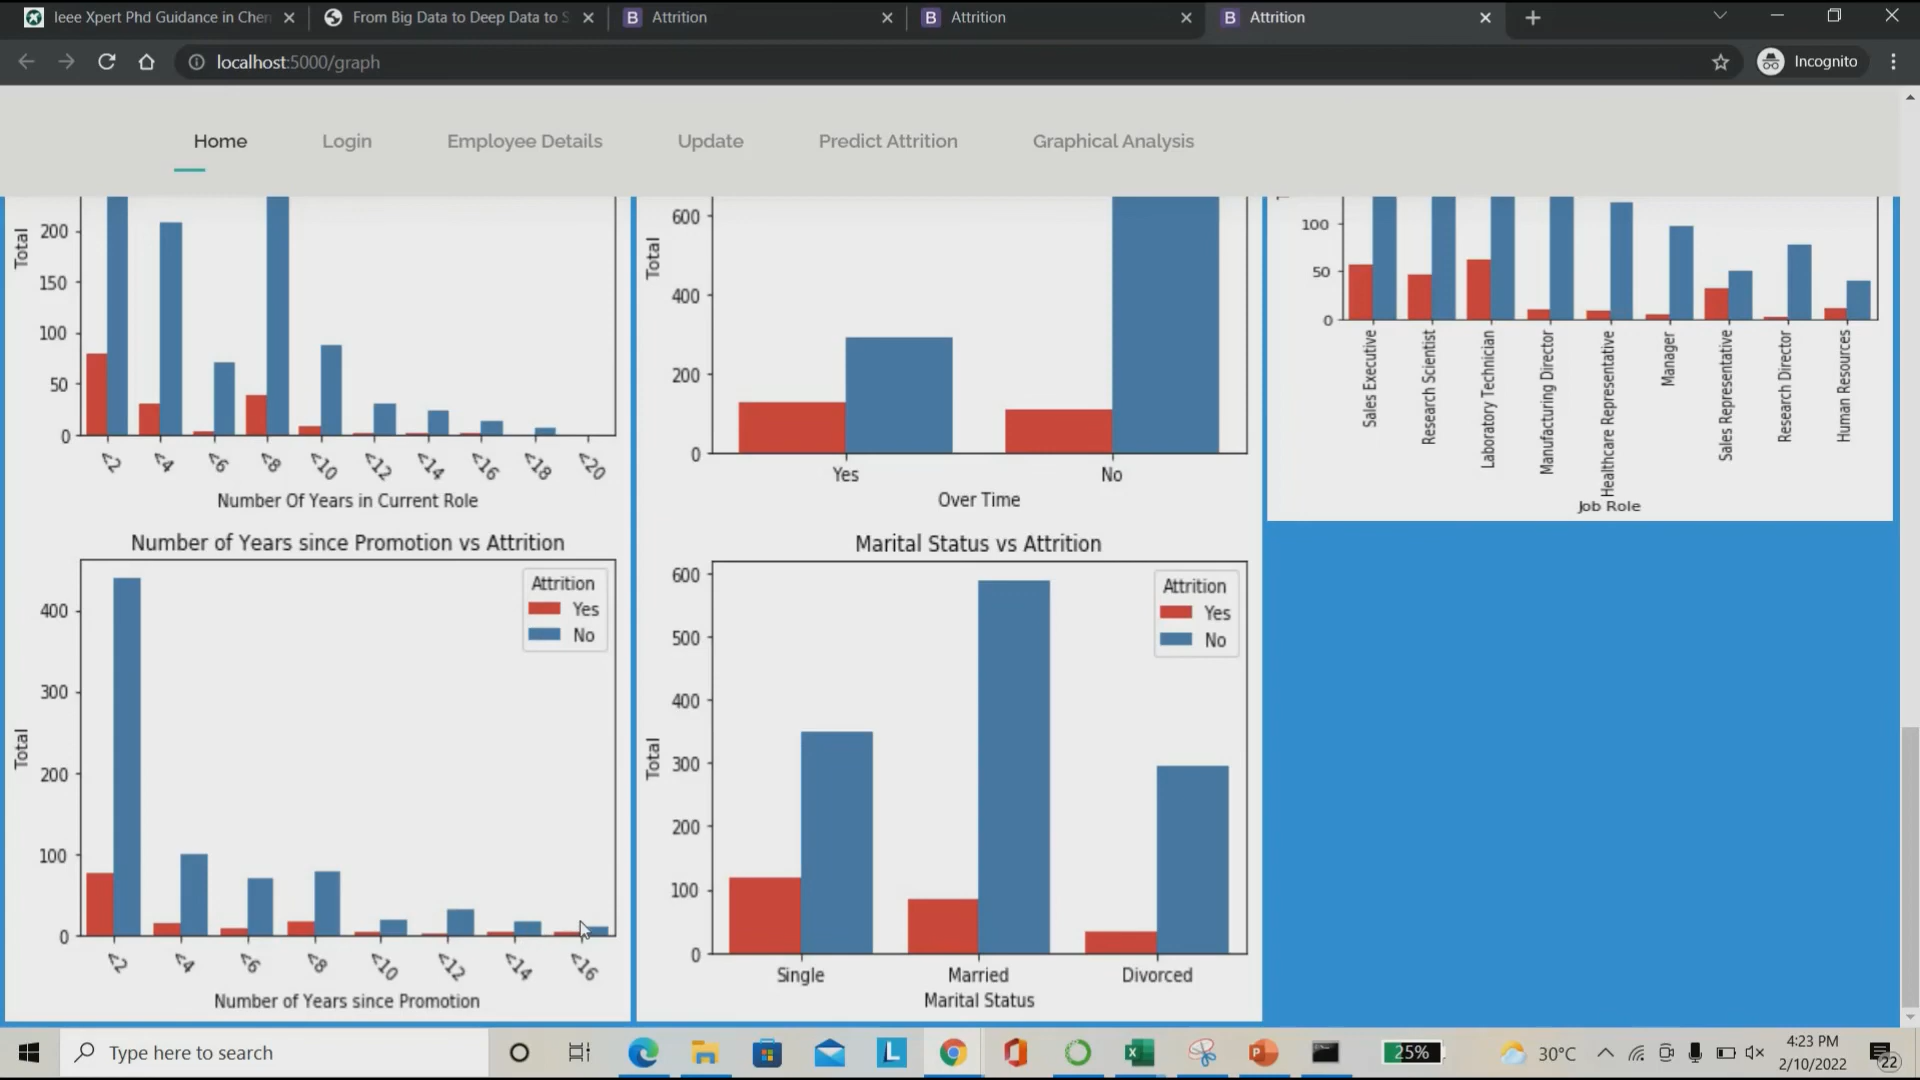 Ieee Xpert Phd Guidance in Chen
From Big Data to Deep Data to S
Attrition
Attrition
Attrition
localhost:5000/graph
Incognito
Home Login Employee Details Update Predict Attrition Graphical Analysis
Total
200
150
100
50
0
<2 <4 <6 <8 <10 <12 <14 <16 <18 <20
Number Of Years in Current Role
Total
600
400
200
0
Yes No
Over Time
100
50
0
Sales Executive
Research Scientist
Laboratory Technician
Manufacturing Director
Healthcare Representative
Manager
Sales Representative
Research Director
Human Resources
Job Role
Number of Years since Promotion vs Attrition
Attrition
Yes
No
Total
400
300
200
100
0
<2 <4 <6 <8 <10 <12 <14 <16
Number of Years since Promotion
Marital Status vs Attrition
Attrition
Yes
No
Total
600
500
400
300
200
100
0
Single Married Divorced
Marital Status
Type here to search
25%
30°C
4:23 PM
2/10/2022
22